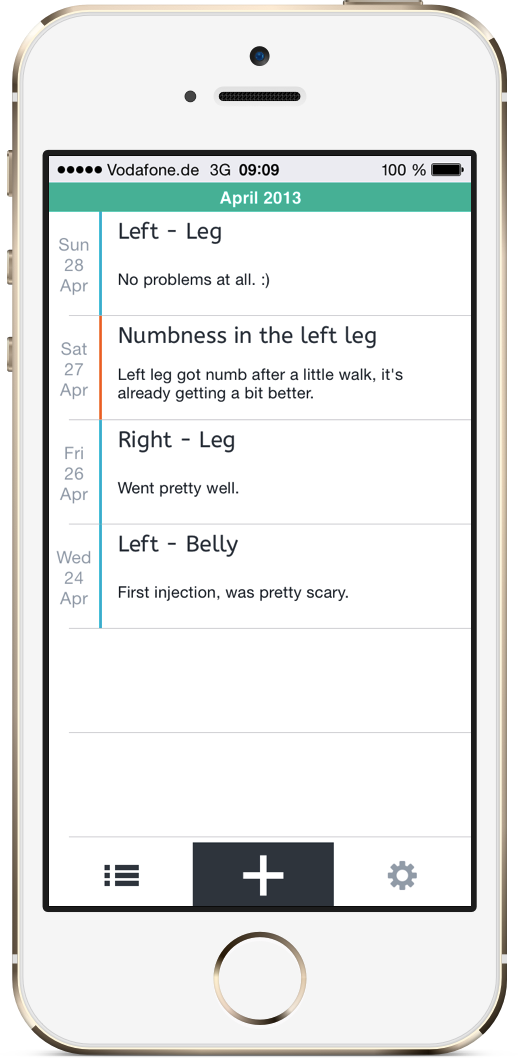 Vodafone.de 3G 09:09 100 %
April 2013
Sun
28
Apr
Left - Leg
No problems at all. :)
Sat
27
Apr
Numbness in the left leg
Left leg got numb after a little walk, it's
already getting a bit better.
Fri
26
Apr
Right - Leg
Went pretty well.
Wed
24
Apr
Left - Belly
First injection, was pretty scary.